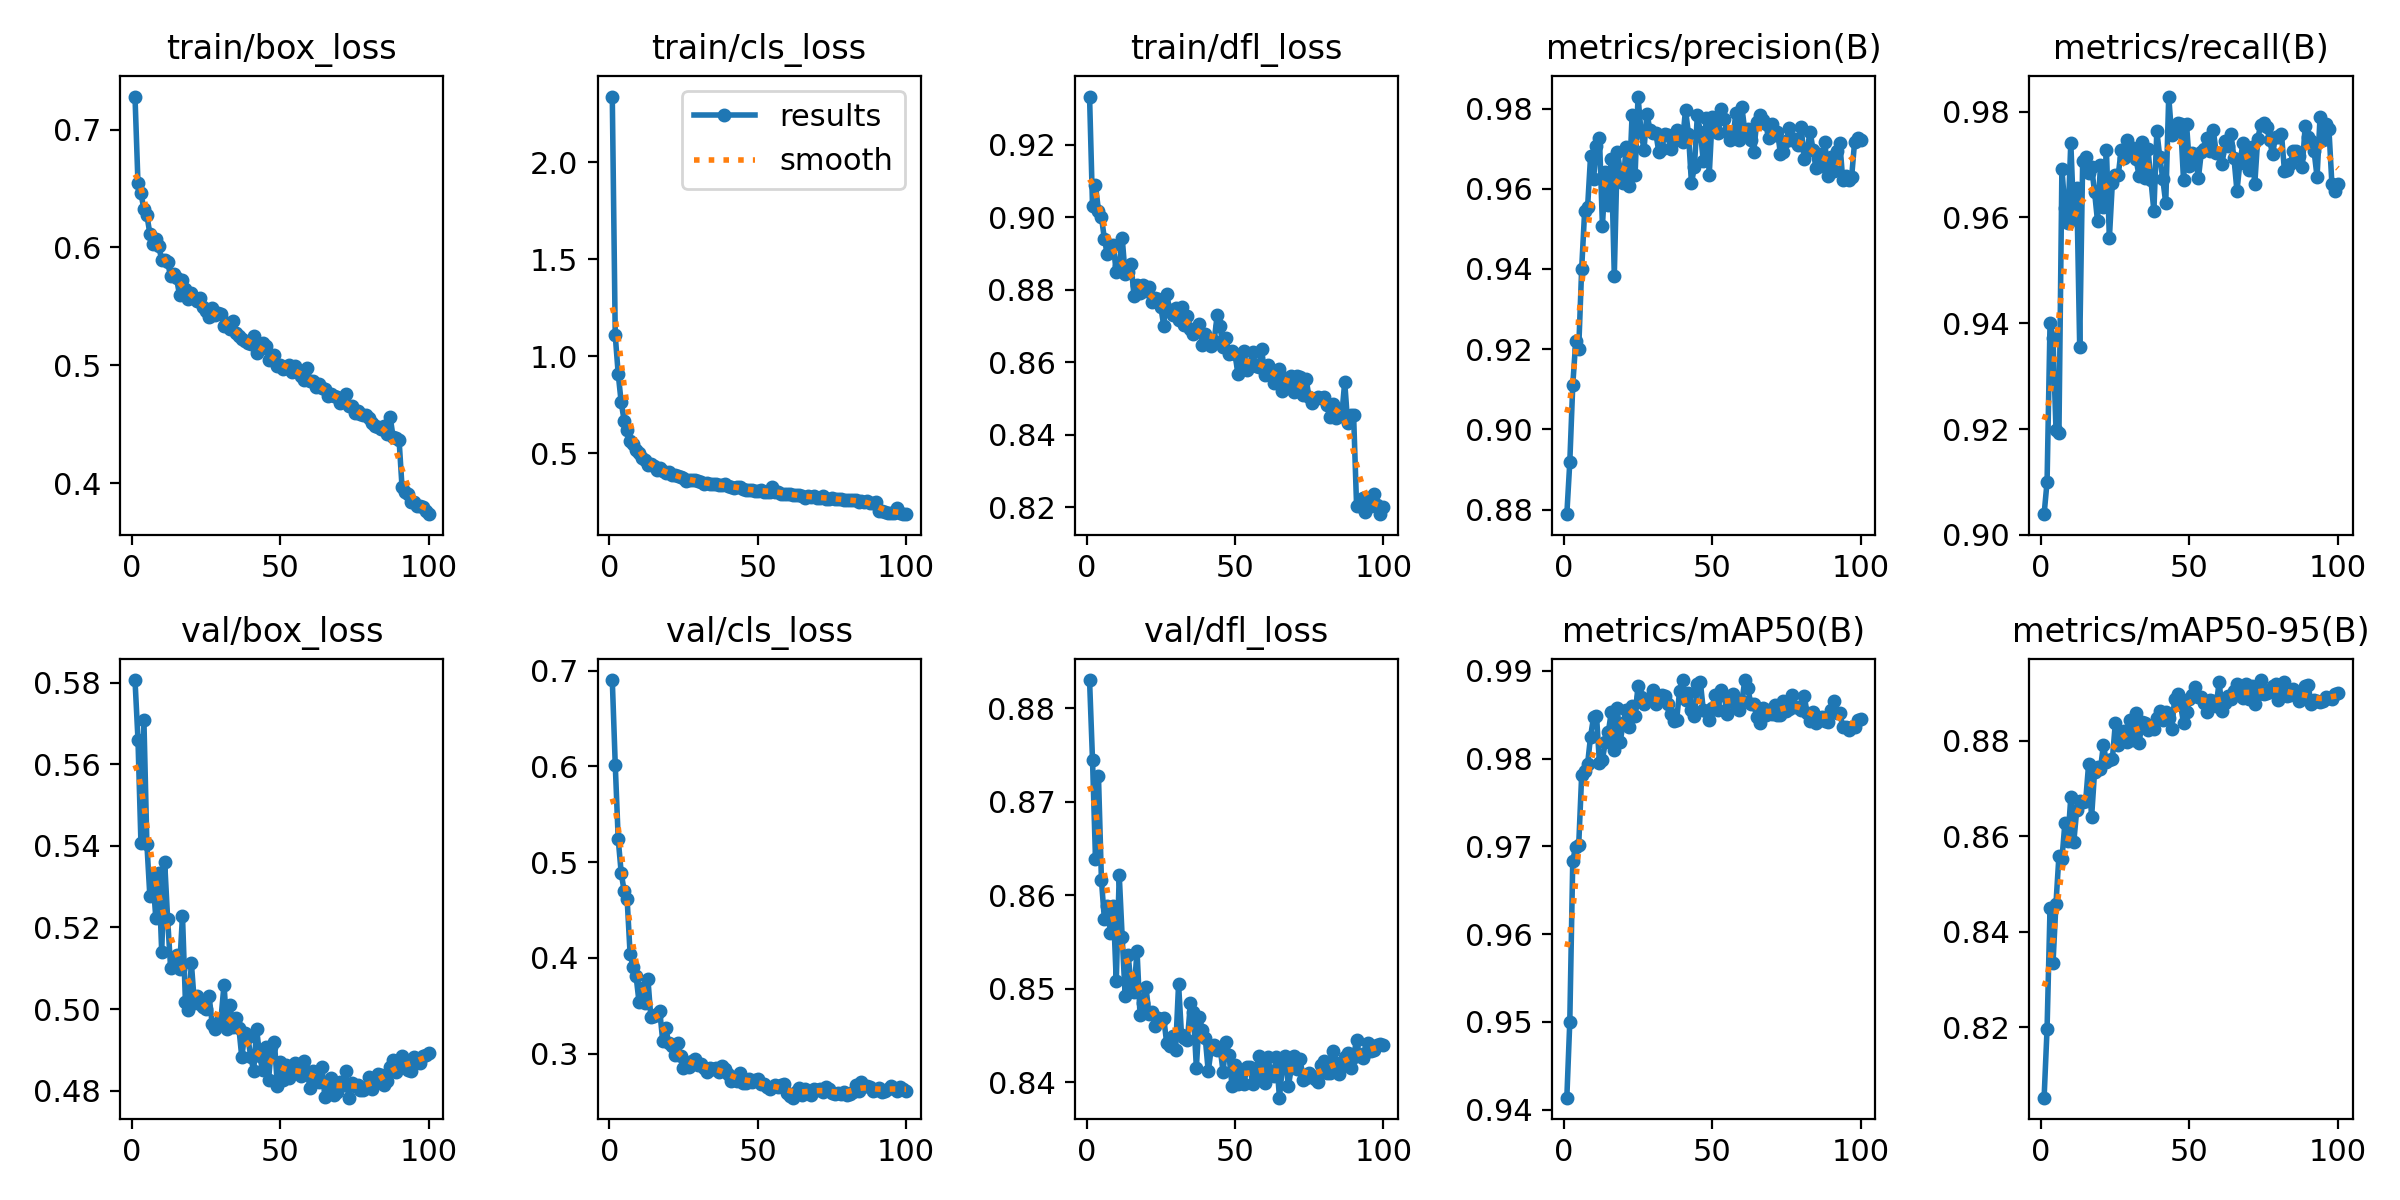 train/box_loss
train/cls_loss
train/dfl_loss
metrics/precision(B)
metrics/recall(B)
0.7
0.6
0.5
0.4
0 50 100
results
smooth
2.0
1.5
1.0
0.5
0 50 100
0.92
0.90
0.88
0.86
0.84
0.82
0 50 100
0.98
0.96
0.94
0.92
0.90
0.88
0 50 100
0.98
0.96
0.94
0.92
0.90
0 50 100
val/box_loss
val/cls_loss
val/dfl_loss
metrics/mAP50(B)
metrics/mAP50-95(B)
0.58
0.56
0.54
0.52
0.50
0.48
0 50 100
0.7
0.6
0.5
0.4
0.3
0 50 100
0.88
0.87
0.86
0.85
0.84
0 50 100
0.99
0.98
0.97
0.96
0.95
0.94
0 50 100
0.88
0.86
0.84
0.82
0 50 100